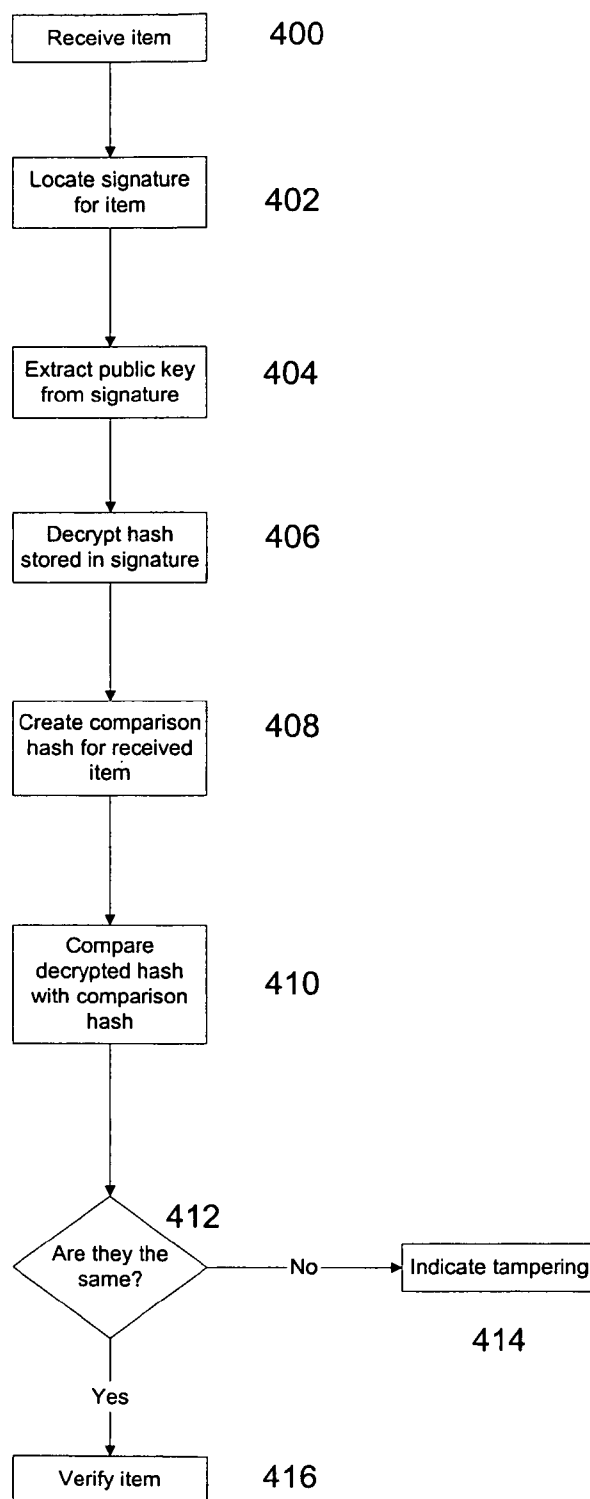 Receive item
400
Locate signature
for item
402
Extract public key
from signature
404
Decrypt hash
stored in signature
406
Create comparison
hash for received
item
408
Compare
decrypted hash
with comparison
hash
410
412
Are they the
same?
No
Indicate tampering
414
Yes
Verify item
416